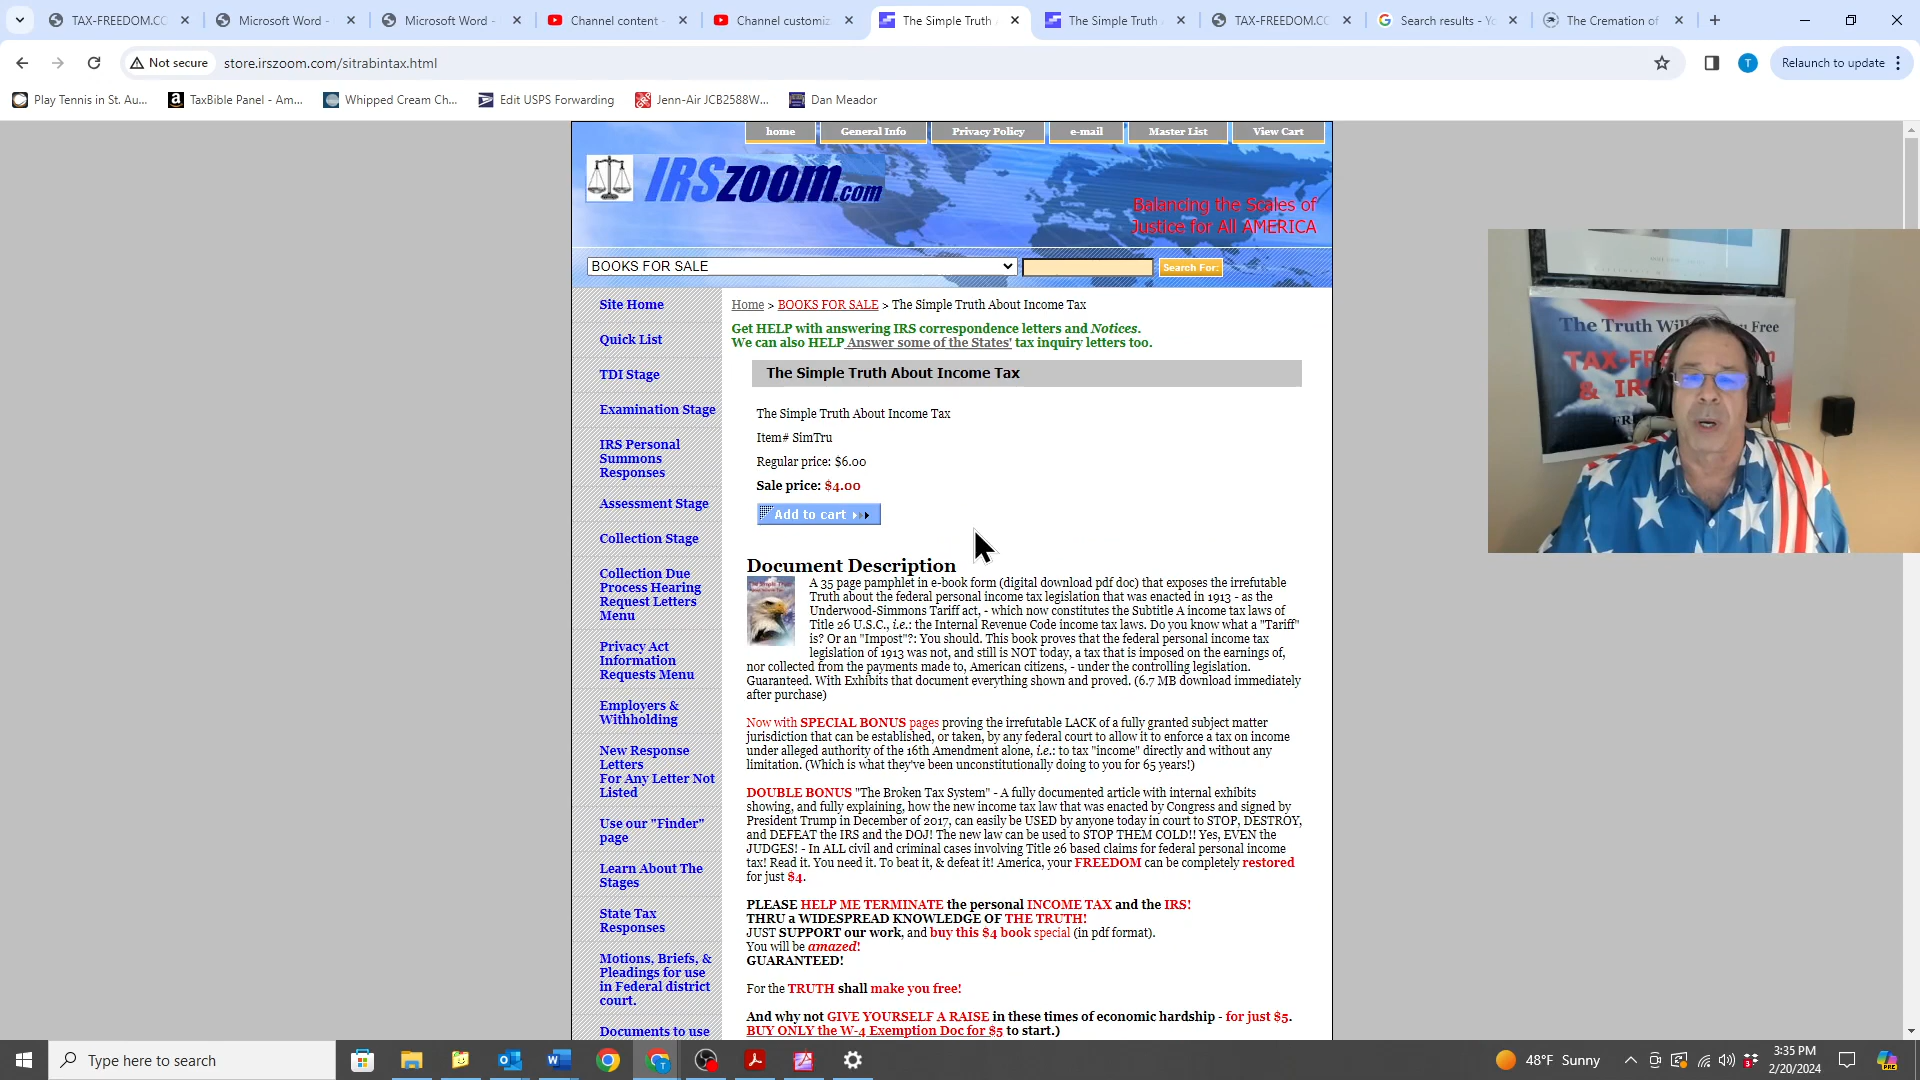 TAX-FREEDOM.CC
Microsoft Word -
Microsoft Word -
Channel content -
Channel customiz
The Simple Truth
The Simple Truth
TAX-FREEDOM.CC
Search results - Yo
The Cremation of
Not secure
store.irszoom.com/sitrabintax.html
T
Relaunch to update
Play Tennis in St. Au...
TaxBible Panel - Am...
Whipped Cream Ch...
Edit USPS Forwarding
Jenn-Air JCB2588W...
Dan Meador
home
General Info
Privacy Policy
e-mail
Master List
View Cart
IRSzoom.com
Balancing the Scales of
Justice for All AMERICA
BOOKS FOR SALE
Search For:
Site Home
Quick List
TDI Stage
Examination Stage
IRS Personal
Summons
Responses
Assessment Stage
Collection Stage
Collection Due
Process Hearing
Request Letters
Menu
Privacy Act
Information
Requests Menu
Employers &
Withholding
New Response
Letters
For Any Letter Not
Listed
Use our "Finder"
page
Learn About The
Stages
State Tax
Responses
Motions, Briefs, &
Pleadings for use
in Federal district
court.
Documents to use
Home > BOOKS FOR SALE > The Simple Truth About Income Tax
Get HELP with answering IRS correspondence letters and Notices.
We can also HELP Answer some of the States' tax inquiry letters too.
The Simple Truth About Income Tax
The Simple Truth About Income Tax
Item# SimTru
Regular price: $6.00
Sale price: $4.00
Add to cart
Document Description
A 35 page pamphlet in e-book form (digital download pdf doc) that exposes the irrefutable
Truth about the federal personal income tax legislation that was enacted in 1913 - as the
Underwood-Simmons Tariff act, - which now constitutes the Subtitle A income tax laws of
Title 26 U.S.C., i.e.: the Internal Revenue Code income tax laws. Do you know what a "Tariff"
is? Or an "Impost"?: You should. This book proves that the federal personal income tax
legislation of 1913 was not, and still is NOT today, a tax that is imposed on the earnings of,
nor collected from the payments made to, American citizens, - under the controlling legislation.
Guaranteed. With Exhibits that document everything shown and proved. (6.7 MB download immediately
after purchase)
Now with SPECIAL BONUS pages proving the irrefutable LACK of a fully granted subject matter
jurisdiction that can be established, or taken, by any federal court to allow it to enforce a tax on income
under alleged authority of the 16th Amendment alone, i.e.: to tax "income" directly and without any
limitation. (Which is what they've been unconstitutionally doing to you for 65 years!)
DOUBLE BONUS "The Broken Tax System" - A fully documented article with internal exhibits
showing, and fully explaining, how the new income tax law that was enacted by Congress and signed by
President Trump in December of 2017, can easily be USED by anyone today in court to STOP, DESTROY,
and DEFEAT the IRS and the DOJ! The new law can be used to STOP THEM COLD!! Yes, EVEN the
JUDGES! - In ALL civil and criminal cases involving Title 26 based claims for federal personal income
tax! Read it. You need it. To beat it, & defeat it! America, your FREEDOM can be completely restored
for just $4.
PLEASE HELP ME TERMINATE the personal INCOME TAX and the IRS!
THRU a WIDESPREAD KNOWLEDGE OF THE TRUTH!
JUST SUPPORT our work, and buy this $4 book special (in pdf format).
You will be amazed!
GUARANTEED!
For the TRUTH shall make you free!
And why not GIVE YOURSELF A RAISE in these times of economic hardship - for just $5.
BUY ONLY the W-4 Exemption Doc for $5 to start.)
The Truth Wil u Free
TAX-FR m
& IR
FR
Type here to search
48°F Sunny
3:35 PM
2/20/2024